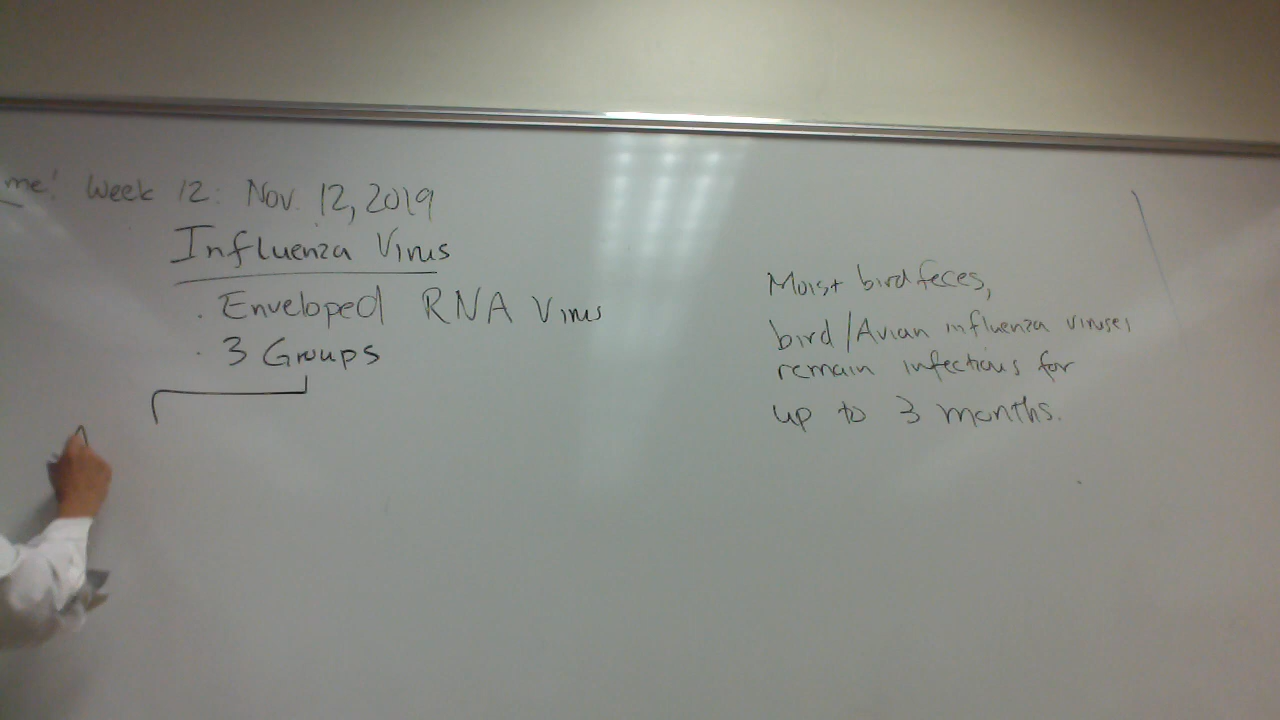 me! Week 12: Nov. 12, 2019
Influenza Virus
. Enveloped RNA Virus
. 3 Groups
Moist bird feces,
bird/Avian influenza viruses
remain infectious for
up to 3 months.